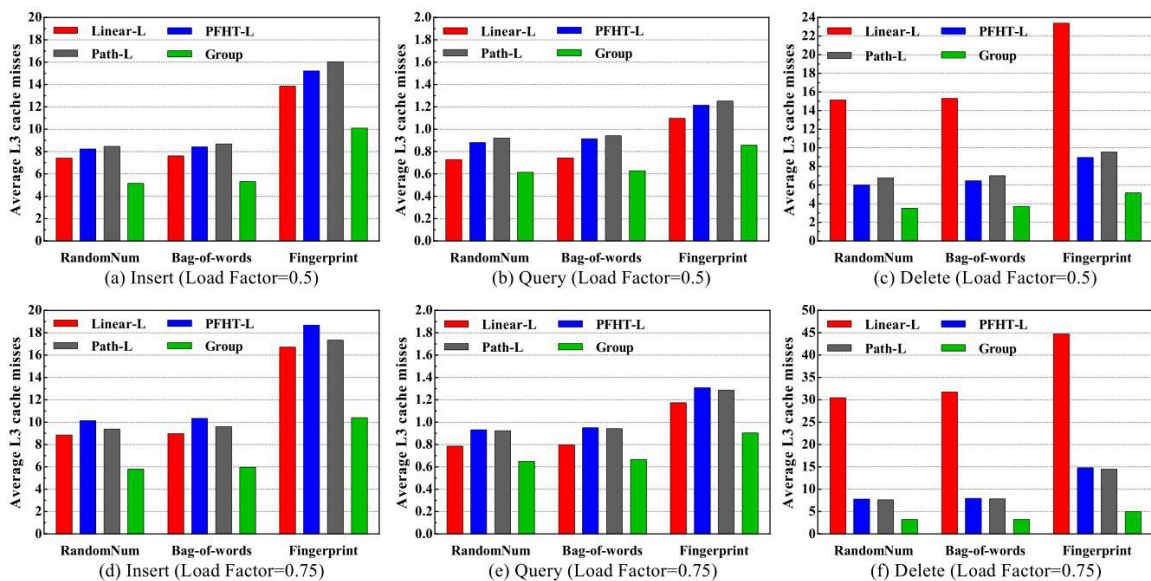 Average L3 cache misses
20
18
16
14
12
10
8
6
4
2
0
Linear-L
PFHT-L
Path-L
Group
RandomNum
Bag-of-words
Fingerprint
(a) Insert (Load Factor=0.5)
Average L3 cache misses
2.0
1.8
1.6
1.4
1.2
1.0
0.8
0.6
0.4
0.2
0.0
Linear-L
PFHT-L
Path-L
Group
RandomNum
Bag-of-words
Fingerprint
(b) Query (Load Factor=0.5)
Average L3 cache misses
24
22
20
18
16
14
12
10
8
6
4
2
0
Linear-L
PFHT-L
Path-L
Group
RandomNum
Bag-of-words
Fingerprint
(c) Delete (Load Factor=0.5)
Average L3 cache misses
20
18
16
14
12
10
8
6
4
2
0
Linear-L
PFHT-L
Path-L
Group
RandomNum
Bag-of-words
Fingerprint
(d) Insert (Load Factor=0.75)
Average L3 cache misses
2.0
1.8
1.6
1.4
1.2
1.0
0.8
0.6
0.4
0.2
0.0
Linear-L
PFHT-L
Path-L
Group
RandomNum
Bag-of-words
Fingerprint
(e) Query (Load Factor=0.75)
Average L3 cache misses
50
45
40
35
30
25
20
15
10
5
0
Linear-L
PFHT-L
Path-L
Group
RandomNum
Bag-of-words
Fingerprint
(f) Delete (Load Factor=0.75)